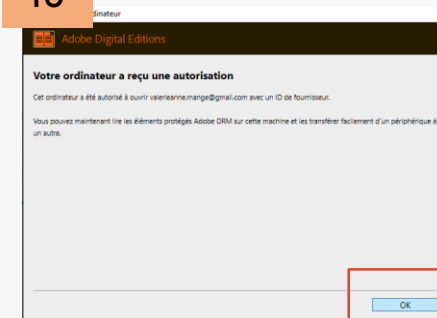 dinateur
Adobe Digital Editions
Votre ordinateur a reçu une autorisation
Cet ordinateur a été autorisé à ouvrir valerieanne.mange@gmail.com avec un ID de fournisseur.
Vous pouvez maintenant lire les éléments protégés Adobe DRM sur cette machine et les transférer facilement d'un périphérique à
un autre.
OK